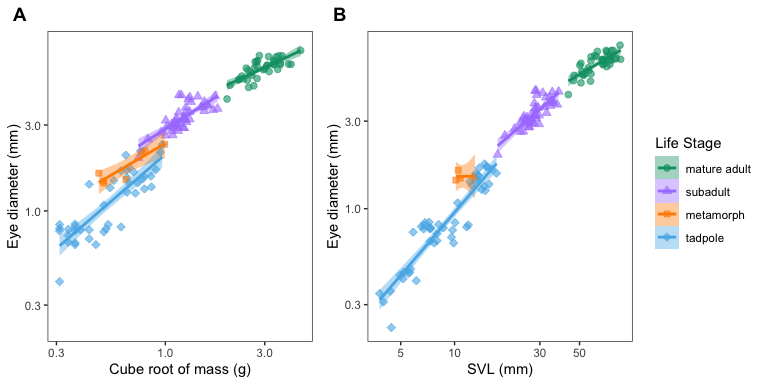 A
B
Eye diameter (mm)
3.0
1.0
0.3
0.3
1.0
3.0
Cube root of mass (g)
Eye diameter (mm)
3.0
1.0
0.3
5
10
30
50
SVL (mm)
Life Stage
mature adult
subadult
metamorph
tadpole